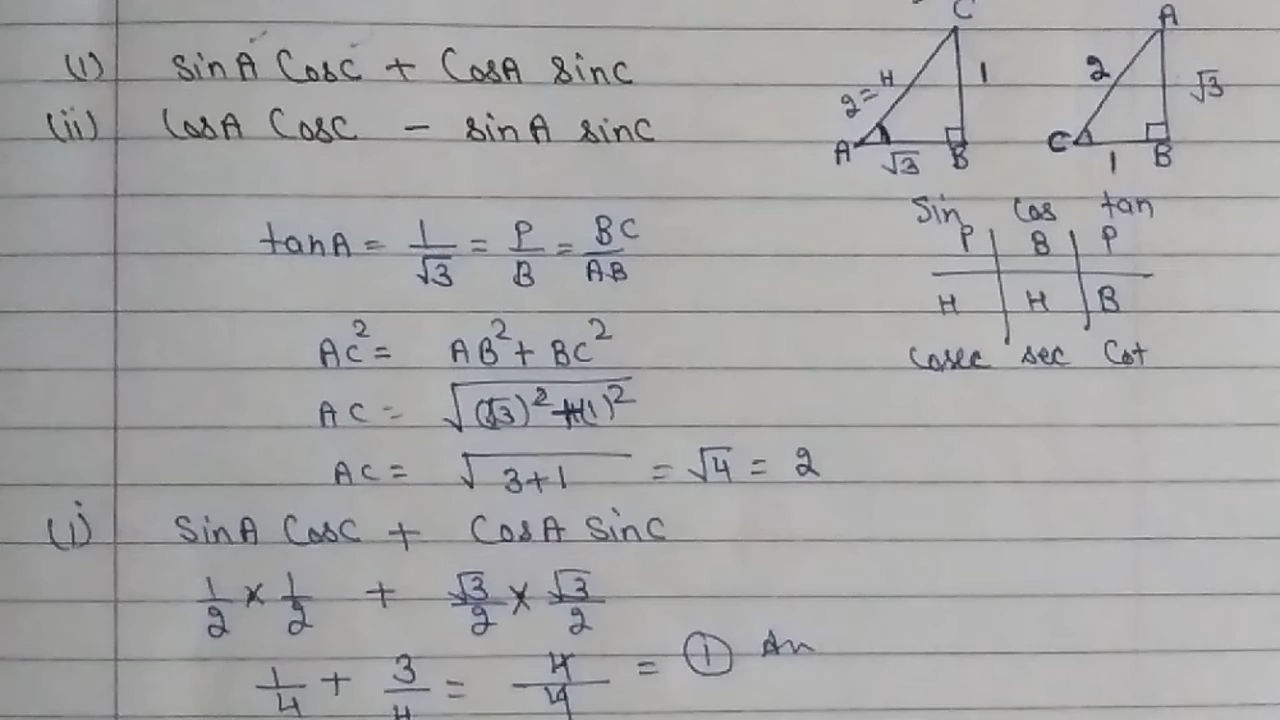 (i) sinA cosC + cosA sinC
(ii) cosA cosC - sinA sinC
C
2=H
1
A √3 B
A
2
√3
C 1 B
tanA = 1/√3 = P/B = BC/AB
Sin Cos tan
P | B | P
H | H | B
Cosec sec Cot
AC² = AB² + BC²
AC = √(√3)² + (1)²
AC = √3+1 = √4 = 2
(i) SinA CosC + CosA SinC
1/2 × 1/2 + √3/2 × √3/2
1/4 + 3/4 = 4/4 = 1 An